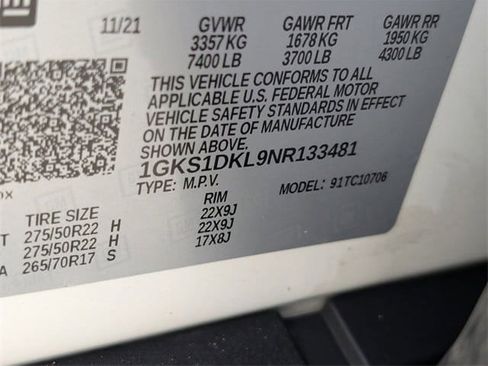 11/21 GVWR GAWR FRT GAWR RR
3357 KG 1678 KG 1950 KG
7400 LB 3700 LB 4300 LB
THIS VEHICLE CONFORMS TO ALL
APPLICABLE U.S. FEDERAL MOTOR
VEHICLE SAFETY STANDARDS IN EFFECT
ON THE DATE OF MANUFACTURE SHOWN ABOVE.
1GKS1DKL9NR133481
TYPE: M.P.V. MODEL: 91TC10706
TIRE SIZE RIM
275/50R22 H 22X9J
275/50R22 H 22X9J
265/70R17 S 17X8J